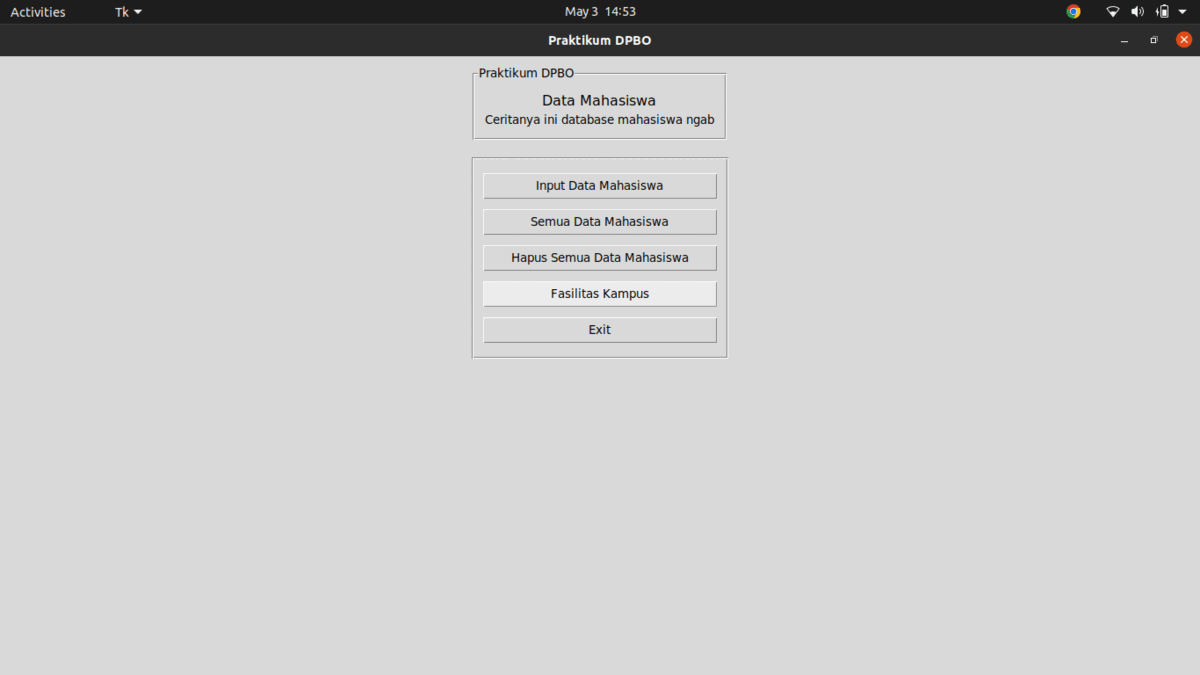 Activities
Tk
May 3 14:53
Praktikum DPBO
Praktikum DPBO
Data Mahasiswa
Ceritanya ini database mahasiswa ngab
Input Data Mahasiswa
Semua Data Mahasiswa
Hapus Semua Data Mahasiswa
Fasilitas Kampus
Exit